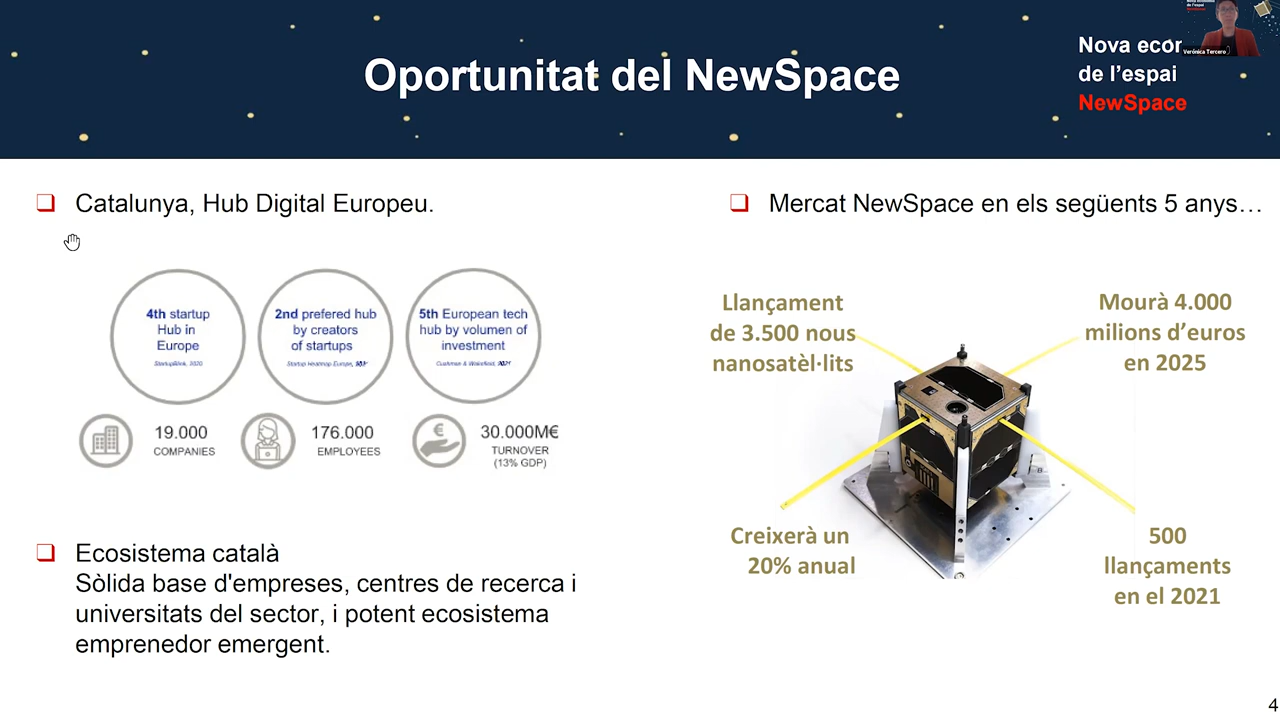 Oportunitat del NewSpace
Nova econ
de l'espai
NewSpace
Verónica Tercero
Catalunya, Hub Digital Europeu.
4th startup
Hub in
Europe
StartupBlink, 2020
2nd prefered hub
by creators
of startups
Startup Heatmap Europe,
5th European tech
hub by volumen of
investment
Cushman & Wakefield,
19.000
COMPANIES
176.000
EMPLOYEES
30.000M€
TURNOVER
(13% GDP)
Ecosistema català
Sòlida base d'empreses, centres de recerca i
universitats del sector, i potent ecosistema
emprenedor emergent.
Mercat NewSpace en els següents 5 anys…
Llançament
de 3.500 nous
nanosatèl·lits
Mourà 4.000
milions d'euros
en 2025
Creixerà un
20% anual
500
llançaments
en el 2021
4